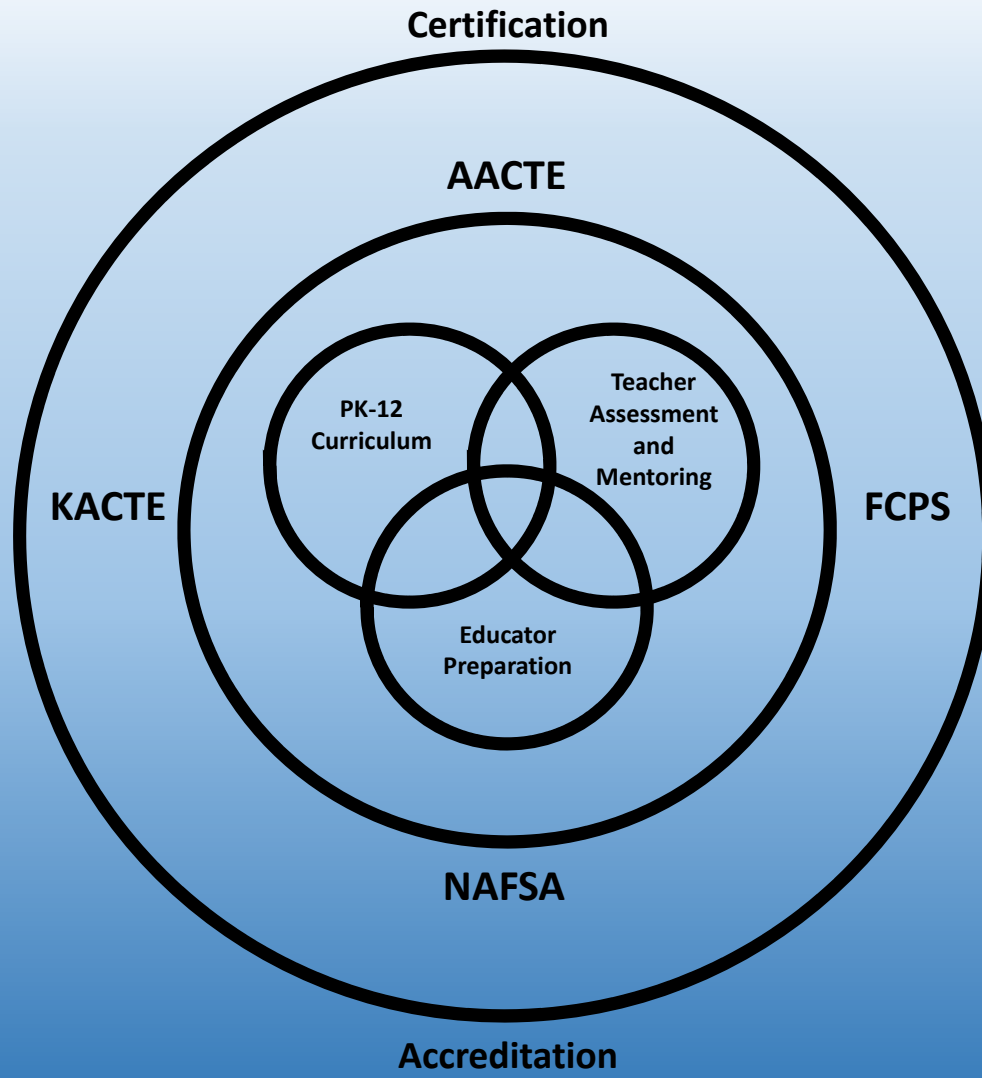 Certification
AACTE
PK-12
Curriculum
Teacher
Assessment
and
Mentoring
KACTE
FCPS
Educator
Preparation
NAFSA
Accreditation